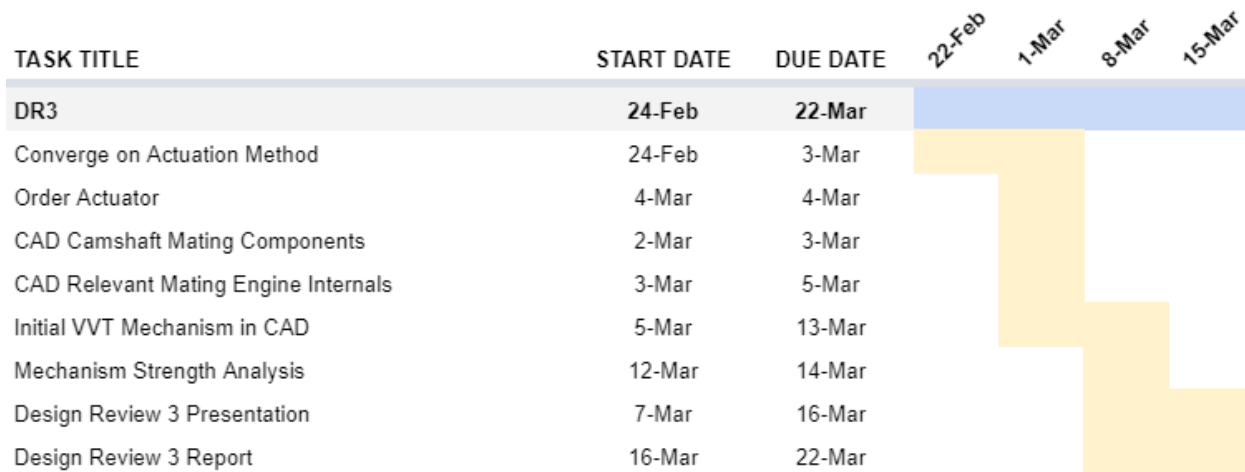 TASK TITLE START DATE DUE DATE 22-Feb 1-Mar 8-Mar 15-Mar
DR3 24-Feb 22-Mar
Converge on Actuation Method 24-Feb 3-Mar
Order Actuator 4-Mar 4-Mar
CAD Camshaft Mating Components 2-Mar 3-Mar
CAD Relevant Mating Engine Internals 3-Mar 5-Mar
Initial VVT Mechanism in CAD 5-Mar 13-Mar
Mechanism Strength Analysis 12-Mar 14-Mar
Design Review 3 Presentation 7-Mar 16-Mar
Design Review 3 Report 16-Mar 22-Mar